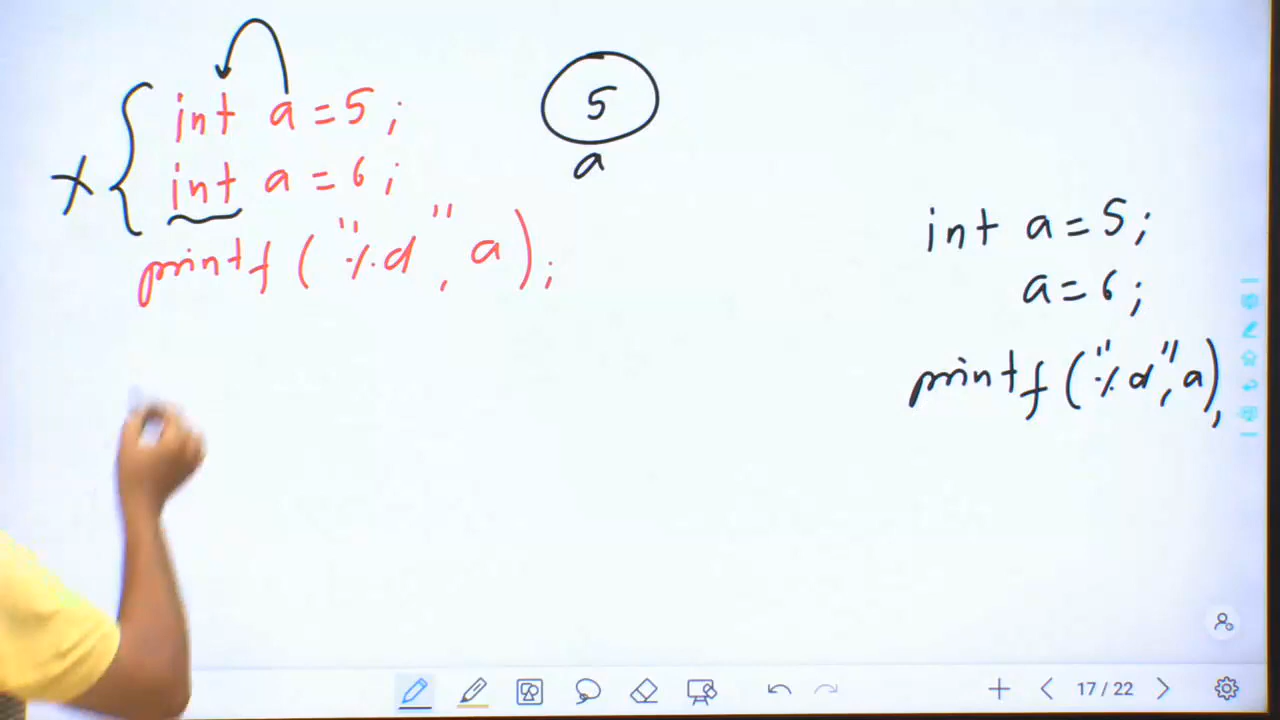 int a = 5;
int a = 6;
printf("%d", a);
5
a
X
int a = 5;
a = 6;
printf("%d", a);
17 / 22